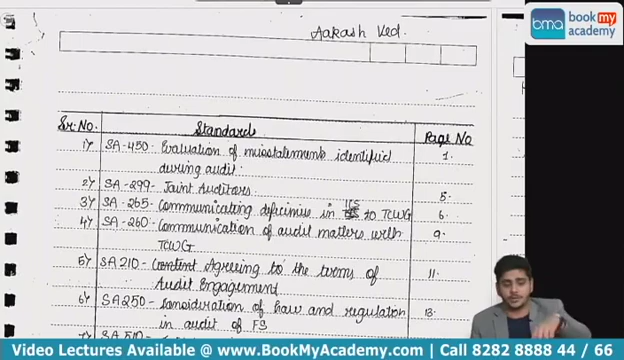 Aakash Ved.
bma book my academy
Sr. No. Standard Page No
1) SA-450- Evaluation of misstatements identified 1.
during audit.
2) SA-299- Joint Auditors. 5.
3) SA-265- Communicating deficiencies in ICS to TCWG 6.
4) SA-260- Communication of audit matters with 9.
TCWG
5) SA 210- Content Agreeing to the terms of 11.
Audit Engagement
6) SA 250- Consideration of Law and regulation 13.
in audit of FS
7) SA 510-
Video Lectures Available @ www.BookMyAcademy.com | Call 8282 8888 44 / 66